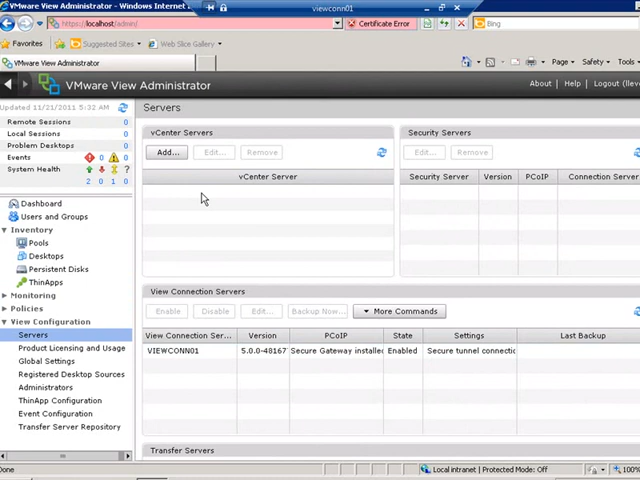 VMware View Administrator - Windows Internet
viewconn01
https://localhost/admin/
Certificate Error
Bing
Favorites
Suggested Sites
Web Slice Gallery
VMware View Administrator
Page
Safety
Tools
VMware View Administrator
About
Help
Logout
Updated 11/21/2011 5:32 AM
Remote Sessions 0
Local Sessions 0
Problem Desktops 0
Events 0 0
System Health
2 0 1 0
Dashboard
Users and Groups
Inventory
Pools
Desktops
Persistent Disks
ThinApps
Monitoring
Policies
View Configuration
Servers
Product Licensing and Usage
Global Settings
Registered Desktop Sources
Administrators
ThinApp Configuration
Event Configuration
Transfer Server Repository
Servers
vCenter Servers
Add...
Edit...
Remove
vCenter Server
Security Servers
Edit...
Remove
Security Server
Version
PCoIP
Connection Server
View Connection Servers
Enable
Disable
Edit...
Backup Now...
More Commands
View Connection Ser...
Version
PCoIP
State
Settings
Last Backup
VIEWCONN01
5.0.0-48167
Secure Gateway installed
Enabled
Secure tunnel connectio
Transfer Servers
Done
Local intranet | Protected Mode: Off
100%